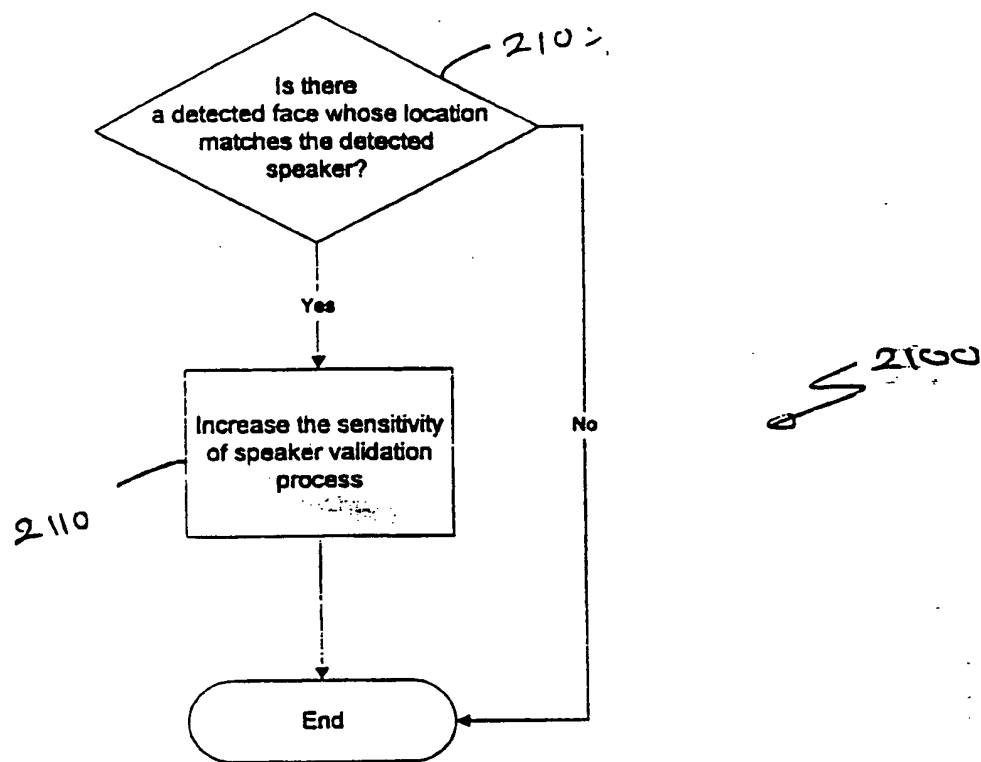 Is there
a detected face whose location
matches the detected
speaker?
Yes
No
2100
Increase the sensitivity
of speaker validation
process
2110
End